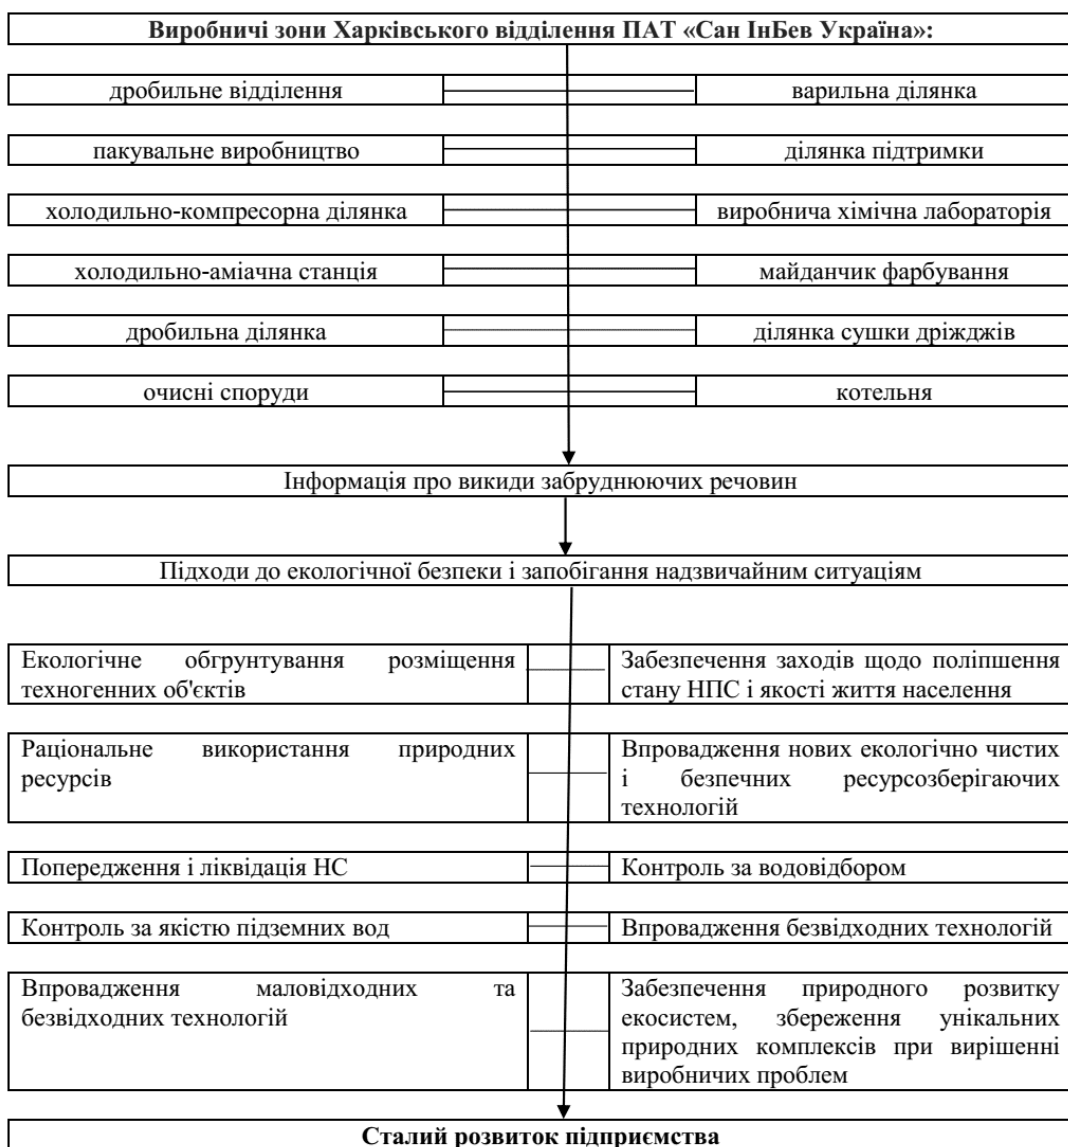 Виробничі зони Харківського відділення ПАТ «Сан ІнБев Україна»:
дробильне відділення
варильна ділянка
пакувальне виробництво
ділянка підтримки
холодильно-компресорна ділянка
виробнича хімічна лабораторія
холодильно-аміачна станція
майданчик фарбування
дробильна ділянка
ділянка сушки дріжджів
очисні споруди
котельня
Інформація про викиди забруднюючих речовин
Підходи до екологічної безпеки і запобігання надзвичайним ситуаціям
Екологічне обгрунтування розміщення
техногенних об'єктів
Забезпечення заходів щодо поліпшення
стану НПС і якості життя населення
Раціональне використання природних
ресурсів
Впровадження нових екологічно чистих
і безпечних ресурсозберігаючих
технологій
Попередження і ліквідація НС
Контроль за водовідбором
Контроль за якістю підземних вод
Впровадження безвідходних технологій
Впровадження маловідходних та
безвідходних технологій
Забезпечення природного розвитку
екосистем, збереження унікальних
природних комплексів при вирішенні
виробничих проблем
Сталий розвиток підприємства